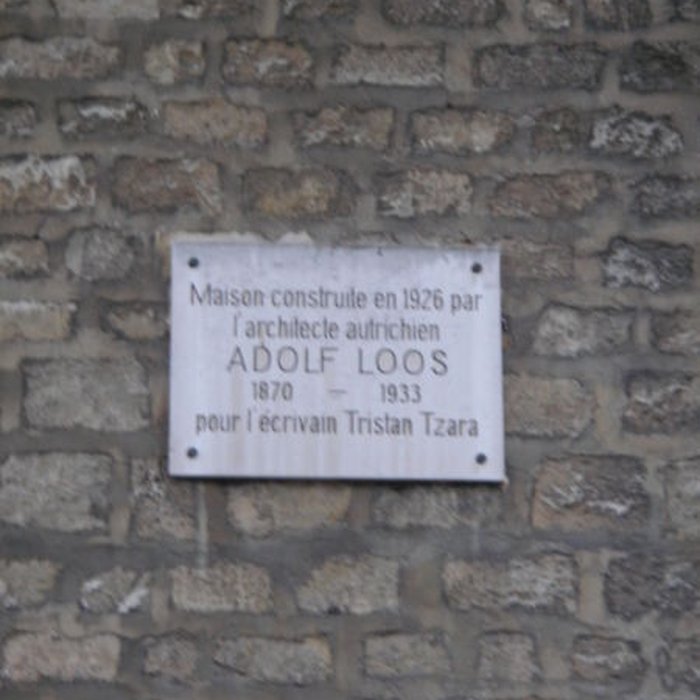 Maison construite en 1926 par
l'architecte autrichien
ADOLF LOOS
1870 — 1933
pour l'écrivain Tristan Tzara